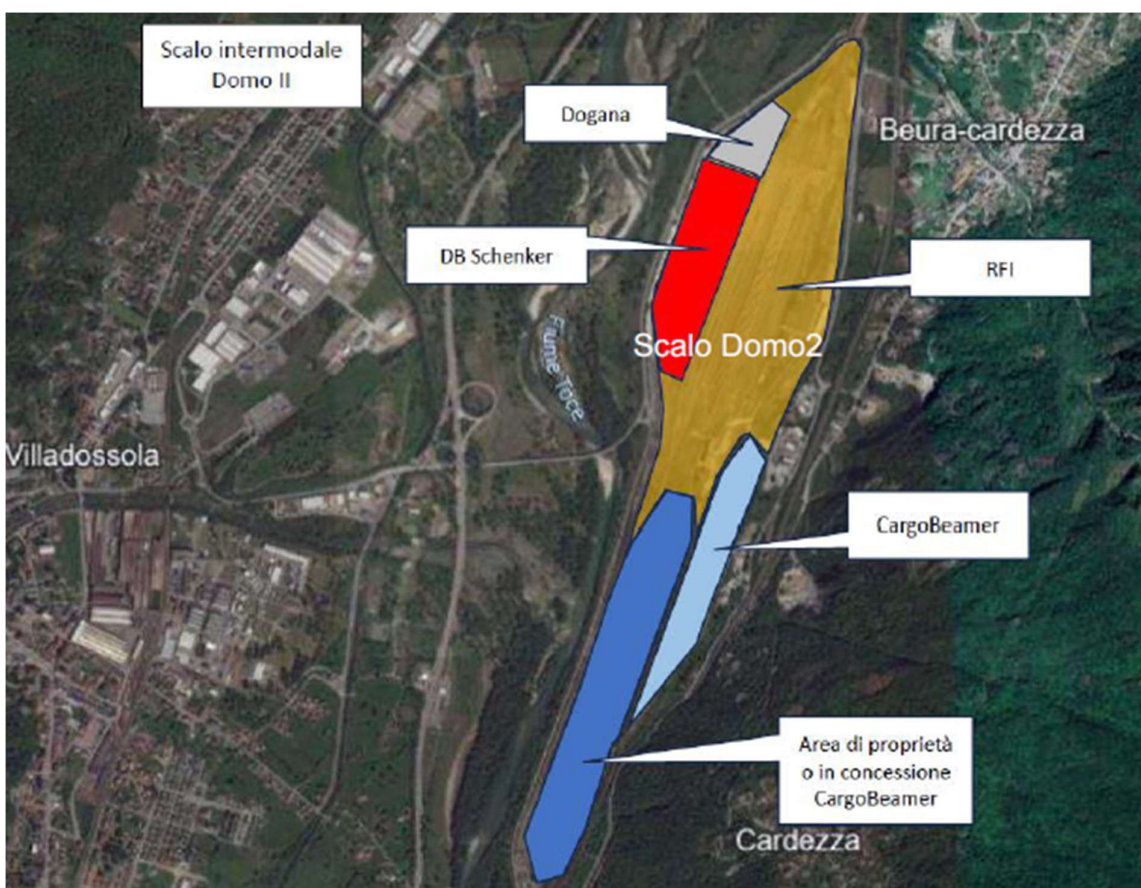 Scalo intermodale
Domo II
Dogana
Beura-cardezza
DB Schenker
RFI
Fiume Toce
Scalo Domo2
Villadossola
CargoBeamer
Area di proprietà
o in concessione
CargoBeamer
Cardezza